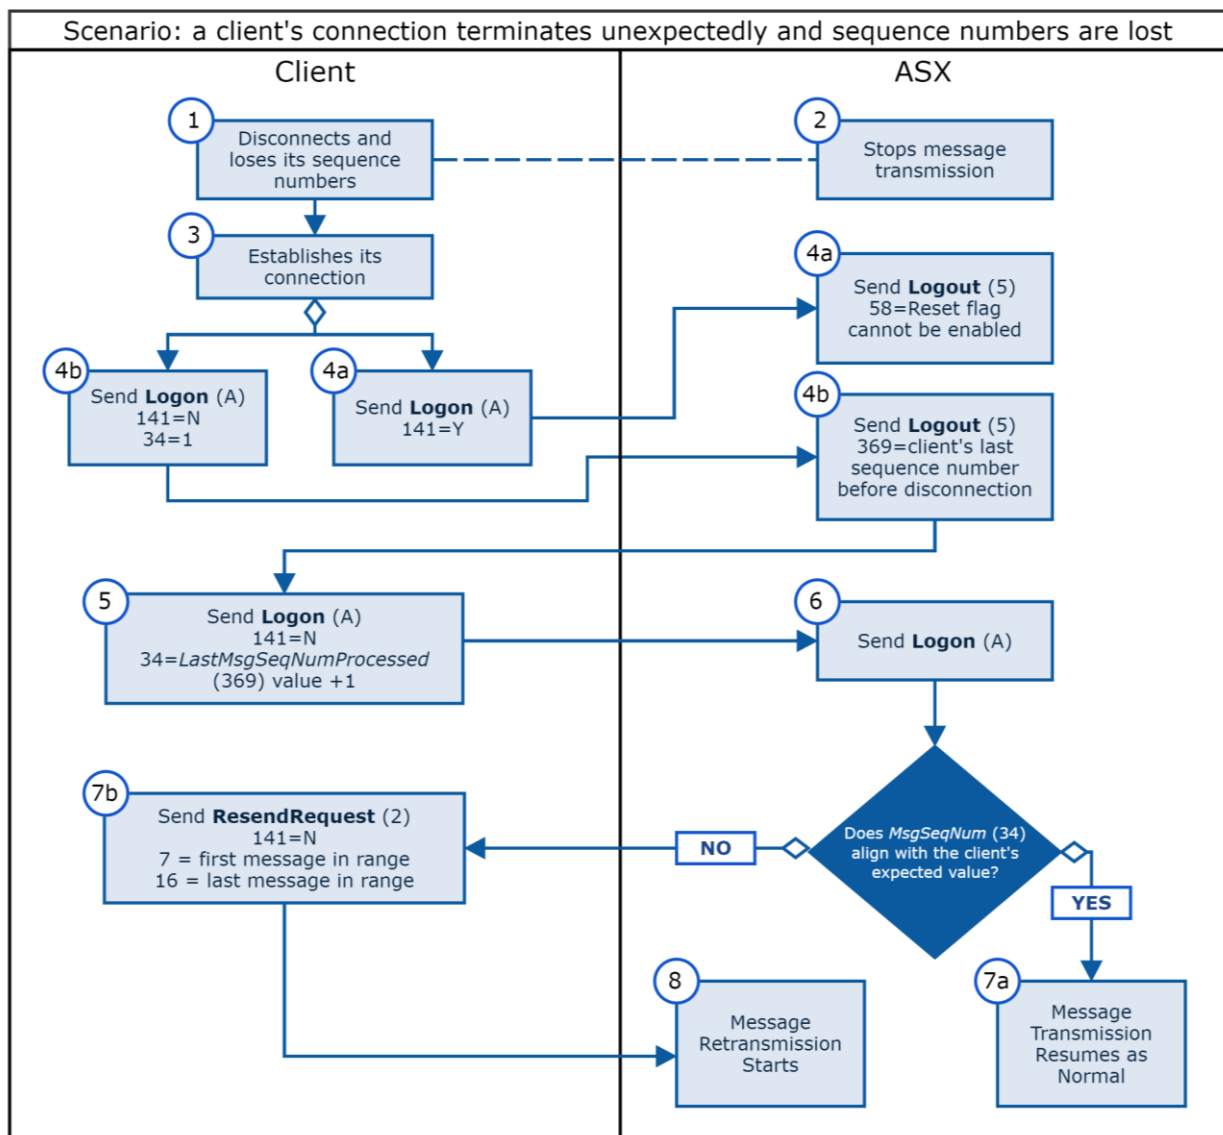 Scenario: a client's connection terminates unexpectedly and sequence numbers are lost
Client
ASX
1
Disconnects and
loses its sequence
numbers
2
Stops message
transmission
3
Establishes its
connection
4a
Send Logout (5)
58=Reset flag
cannot be enabled
4b
Send Logon (A)
141=N
34=1
4a
Send Logon (A)
141=Y
4b
Send Logout (5)
369=client's last
sequence number
before disconnection
5
Send Logon (A)
141=N
34=LastMsgSeqNumProcessed
(369) value +1
6
Send Logon (A)
Does MsgSeqNum (34)
align with the client's
expected value?
NO
YES
7b
Send ResendRequest (2)
141=N
7 = first message in range
16 = last message in range
8
Message
Retransmission
Starts
7a
Message
Transmission
Resumes as
Normal